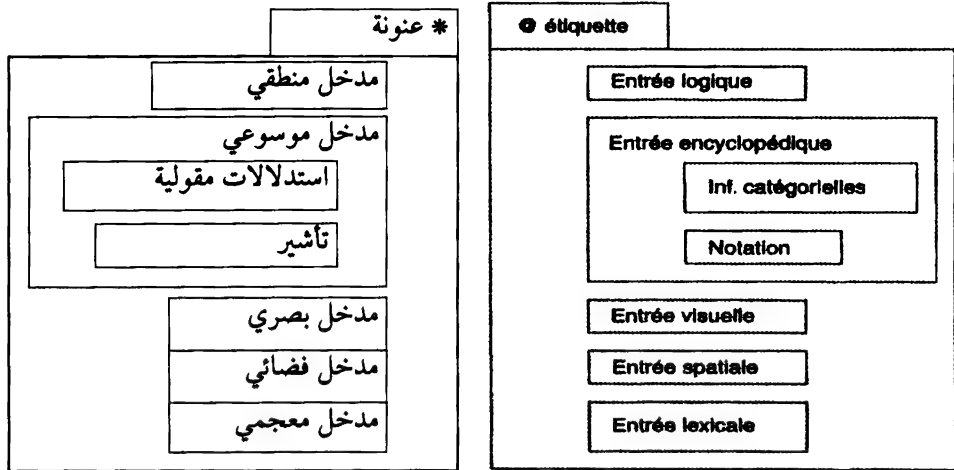 * عنونة
مدخل منطقي
مدخل موسوعي
استدلالات مقولية
تأشير
مدخل بصري
مدخل فضائي
مدخل معجمي
@ étiquette
Entrée logique
Entrée encyclopédique
Inf. catégorielles
Notation
Entrée visuelle
Entrée spatiale
Entrée lexicale